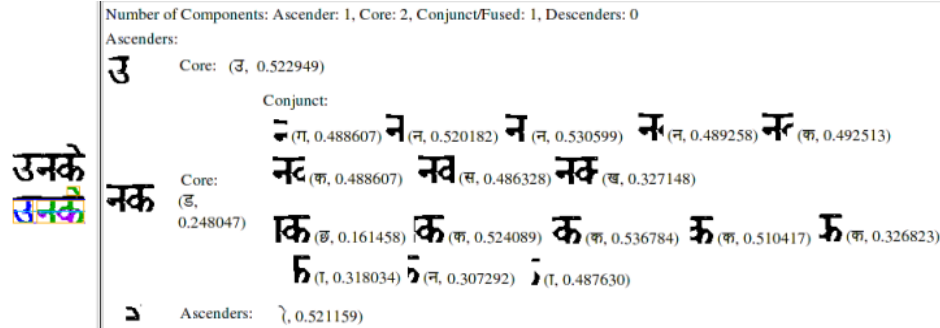 Number of Components: Ascender: 1, Core: 2, Conjunct/Fused: 1, Descenders: 0
Ascenders:
उ Core: (उ, 0.522949)
Conjunct:
(ग, 0.488607) न (न, 0.520182) न (न, 0.530599) (न, 0.489258) (क, 0.492513)
उनके
उनके
नक Core: (ड, 0.248047)
(क, 0.488607) (स, 0.486328) (ख, 0.327148)
(छ, 0.161458) क (क, 0.524089) क (क, 0.536784) (क, 0.510417) (क, 0.326823)
(ा, 0.318034) (न, 0.307292) (ा, 0.487630)
Ascenders: े, 0.521159)